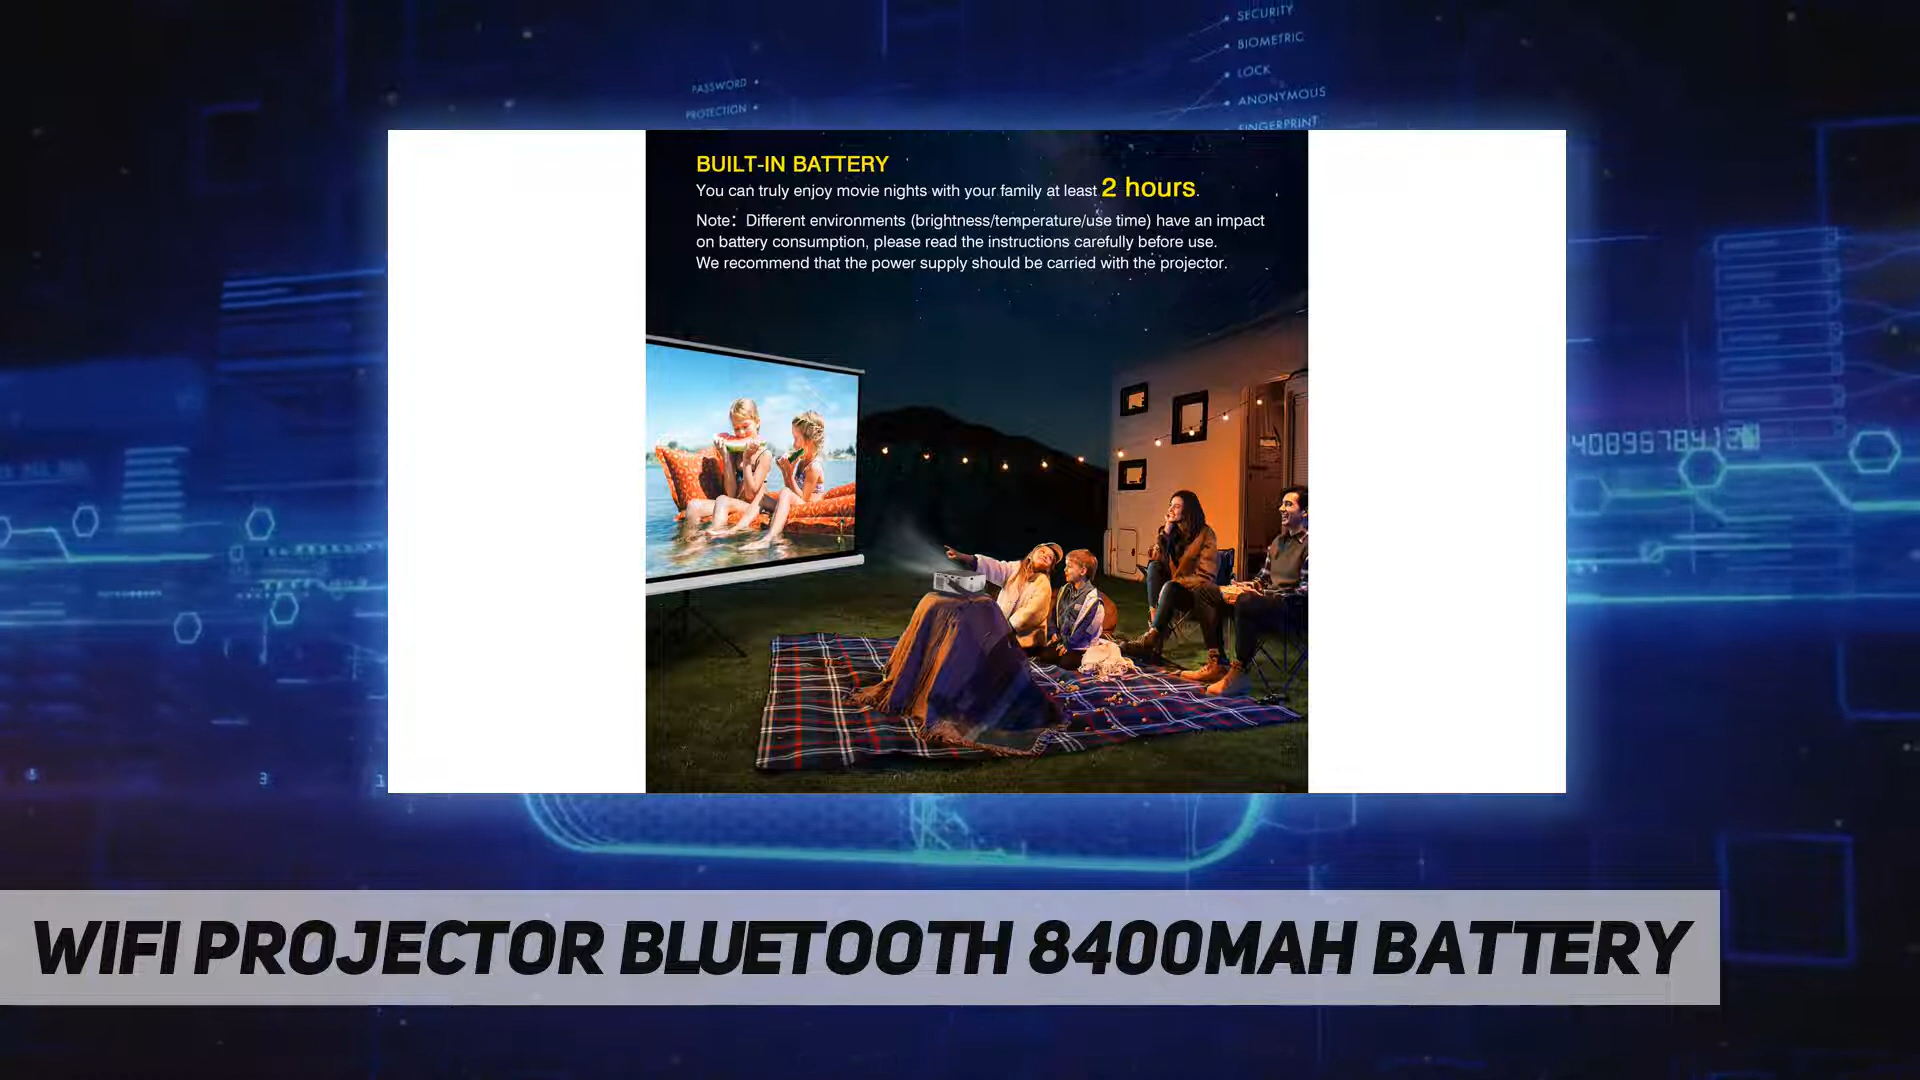 SECURITY
BIOMETRIC
LOCK
ANONYMOUS
FINGERPRINT
PASSWORD
PROTECTION
BUILT-IN BATTERY
You can truly enjoy movie nights with your family at least 2 hours.
Note: Different environments (brightness/temperature/use time) have an impact
on battery consumption, please read the instructions carefully before use.
We recommend that the power supply should be carried with the projector.
3
WIFI PROJECTOR BLUETOOTH 8400MAH BATTERY